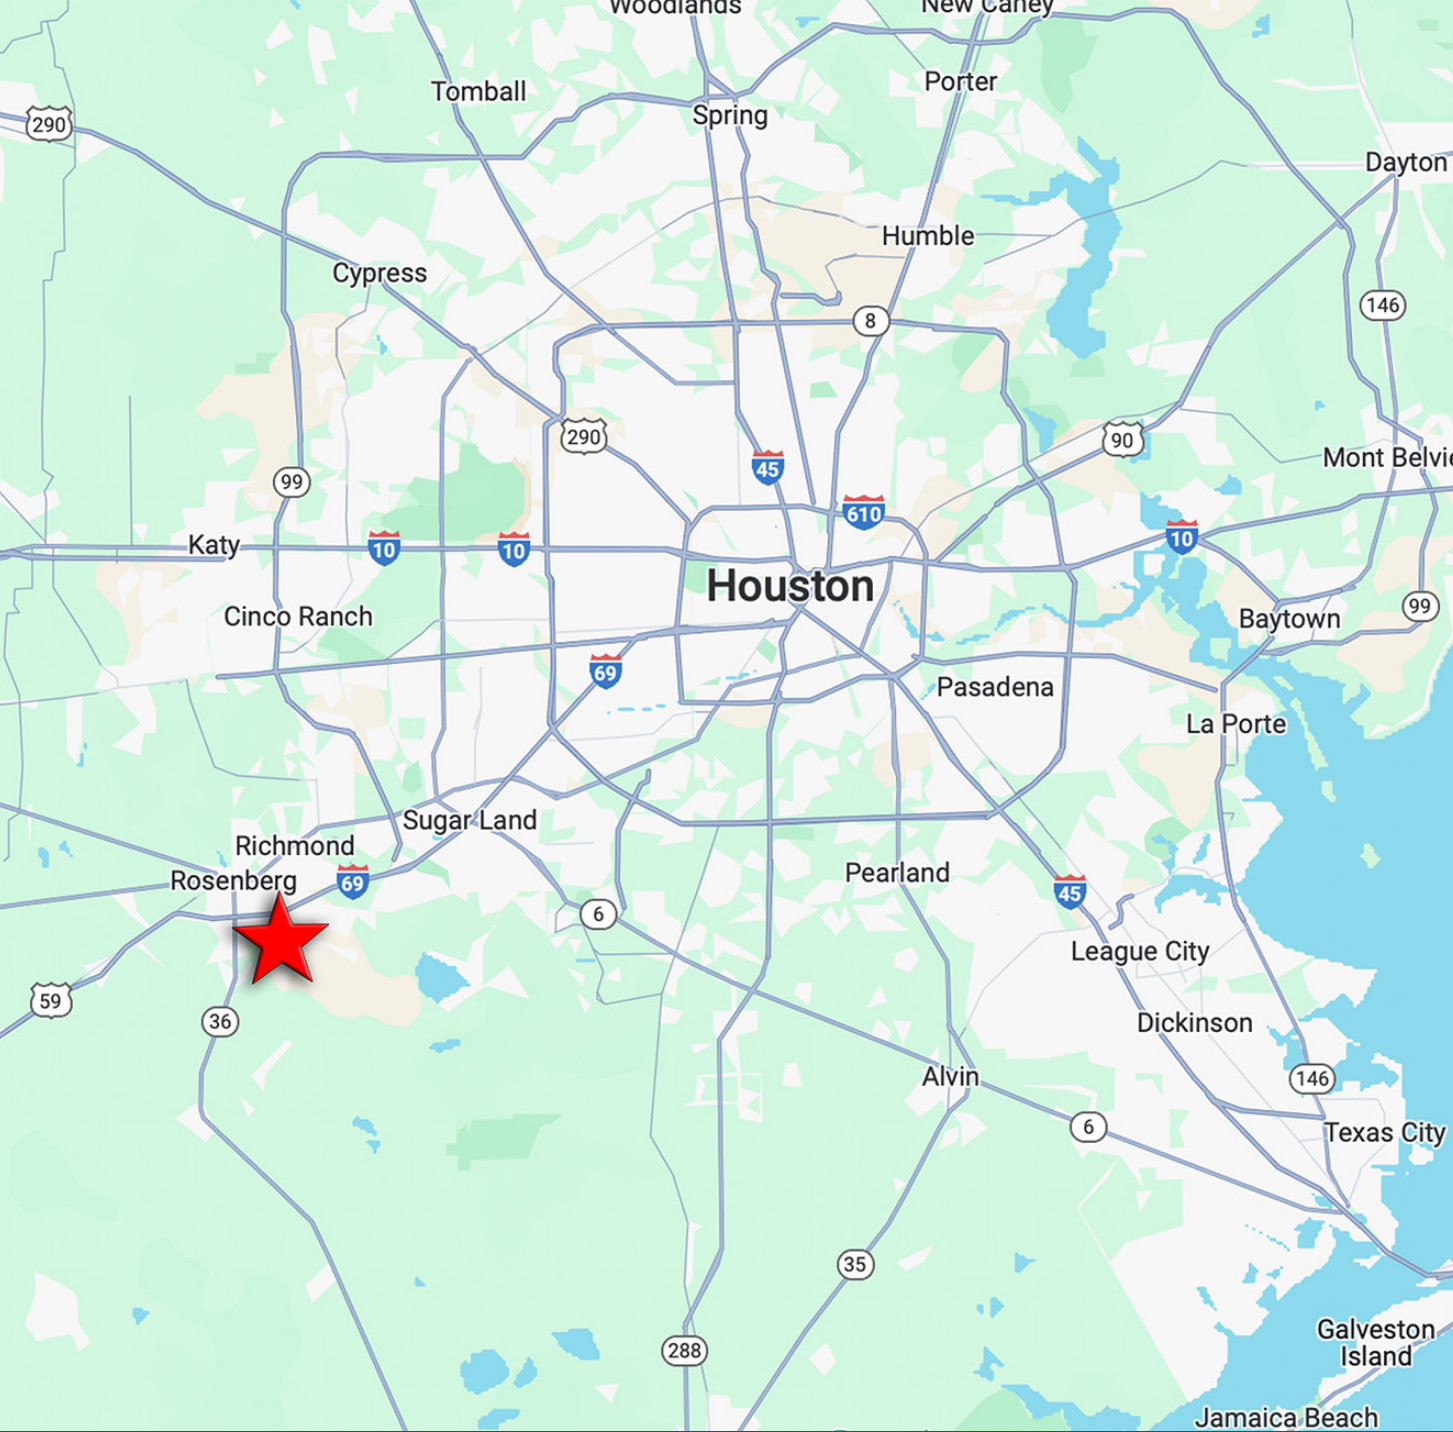 Woodlands
New Caney
Tomball
Porter
Spring
290
Dayton
Humble
Cypress
146
8
290
90
45
Mont Belvie
99
610
10
10
10
Katy
Houston
Cinco Ranch
99
Baytown
69
Pasadena
La Porte
Sugar Land
Richmond
Rosenberg
69
Pearland
45
6
League City
59
36
Dickinson
Alvin
146
6
Texas City
35
Galveston
Island
288
Jamaica Beach